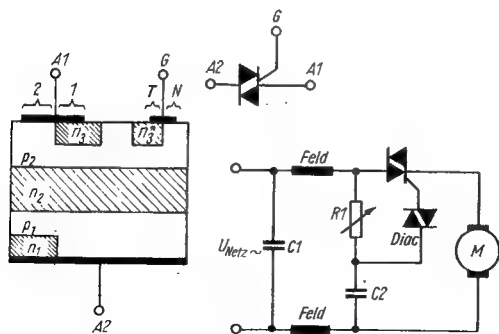 A1
G
2
1
T
N
n3
n3*
p2
n2
p1
n1
A2
G
A2
A1
Feld
R1
Diac
UNetz~
C1
C2
M
Feld